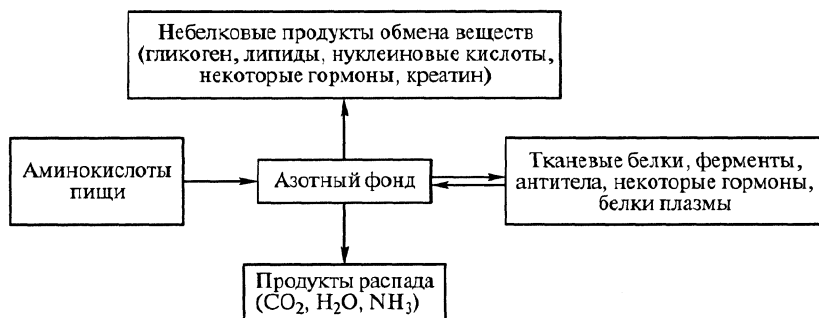 Небелковые продукты обмена веществ
(гликоген, липиды, нуклеиновые кислоты,
некоторые гормоны, креатин)
Аминокислоты
пищи
Азотный фонд
Тканевые белки, ферменты,
антитела, некоторые гормоны,
белки плазмы
Продукты распада
(CO₂, H₂O, NH₃)